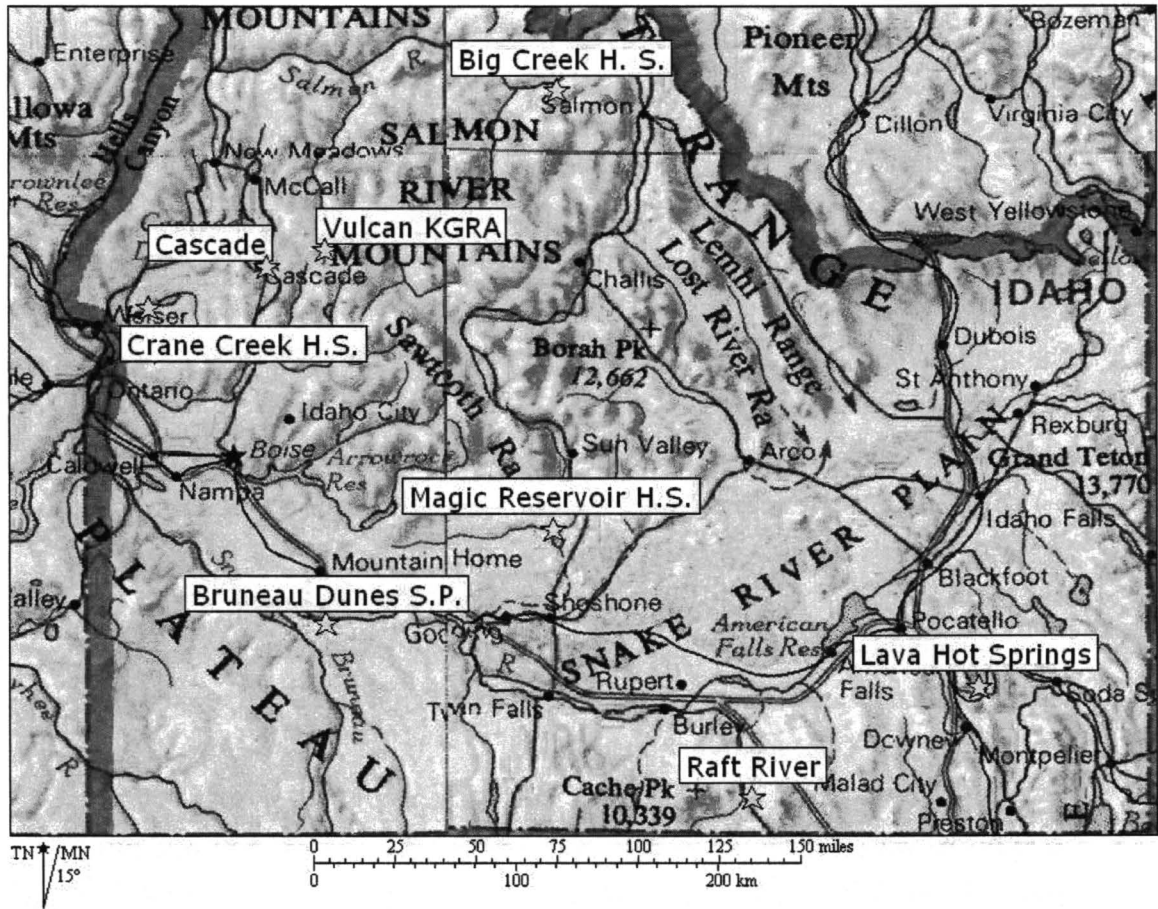 MOUNTAINS
Bozeman
Enterprise
Big Creek H. S.
Pioneer
Mts
Salmon R
Salmon
llowa
Mts
Hells
Canyon
Dillon
Virginia City
SALMON
RIVER
MOUNTAINS
New Meadows
McCall
rownlee
Res
RANGE
West Yellowstone
Vulcan KGRA
Cascade
Cascade
Challis
Lemhi
Range
Lost
River Ra
IDAHO
Weiser
Crane Creek H.S.
Sawtooth
Ra
Borah Pk
12,662
Dubois
St Anthony
Ontario
Idaho City
Rexburg
Boise
Arrowrock
Res
Sun Valley
Arco
Grand Teton
13,770
Caldwell
Nampa
Magic Reservoir H.S.
Idaho Falls
SNAKE RIVER PLAIN
Mountain Home
Blackfoot
Bruneau Dunes S.P.
alley
Gooding
Shoshone
American
Falls Res
Pocatello
Lava Hot Springs
Falls
PLATEAU
Bruneau
R
Rupert
Soda S
Twin Falls
Burley
Downey
Montpelier
yhee
R
Raft River
Cache Pk
10,339
Malad City
Preston
TN MN
15°
0 25 50 75 100 125 150 miles
0 100 200 km